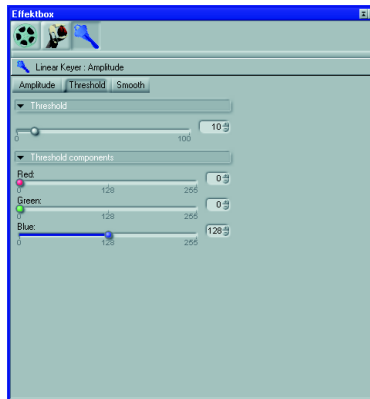 Effektbox
Linear Keyer : Amplitude
Amplitude Threshold Smooth
Threshold
10
0 100
Threshold components
Red:
0
0 128 255
Green:
0
0 128 255
Blue:
128
0 128 255